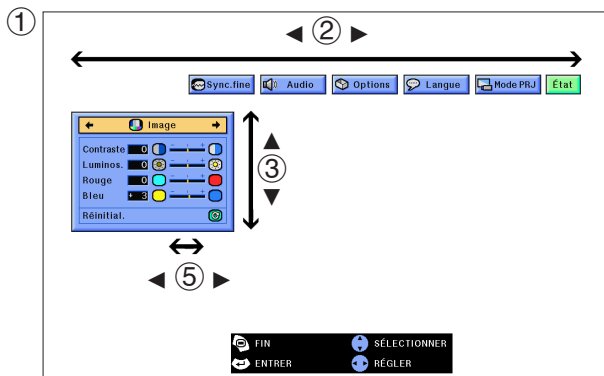 ①
◀ ② ▶
Sync.fine Audio Options Langue Mode PRJ État
Image
Contraste 0
Luminos. 0
Rouge 0
Bleu + 3
Réinitial.
▲
③
▼
◀ ⑤ ▶
FIN SÉLECTIONNER
ENTRER RÉGLER